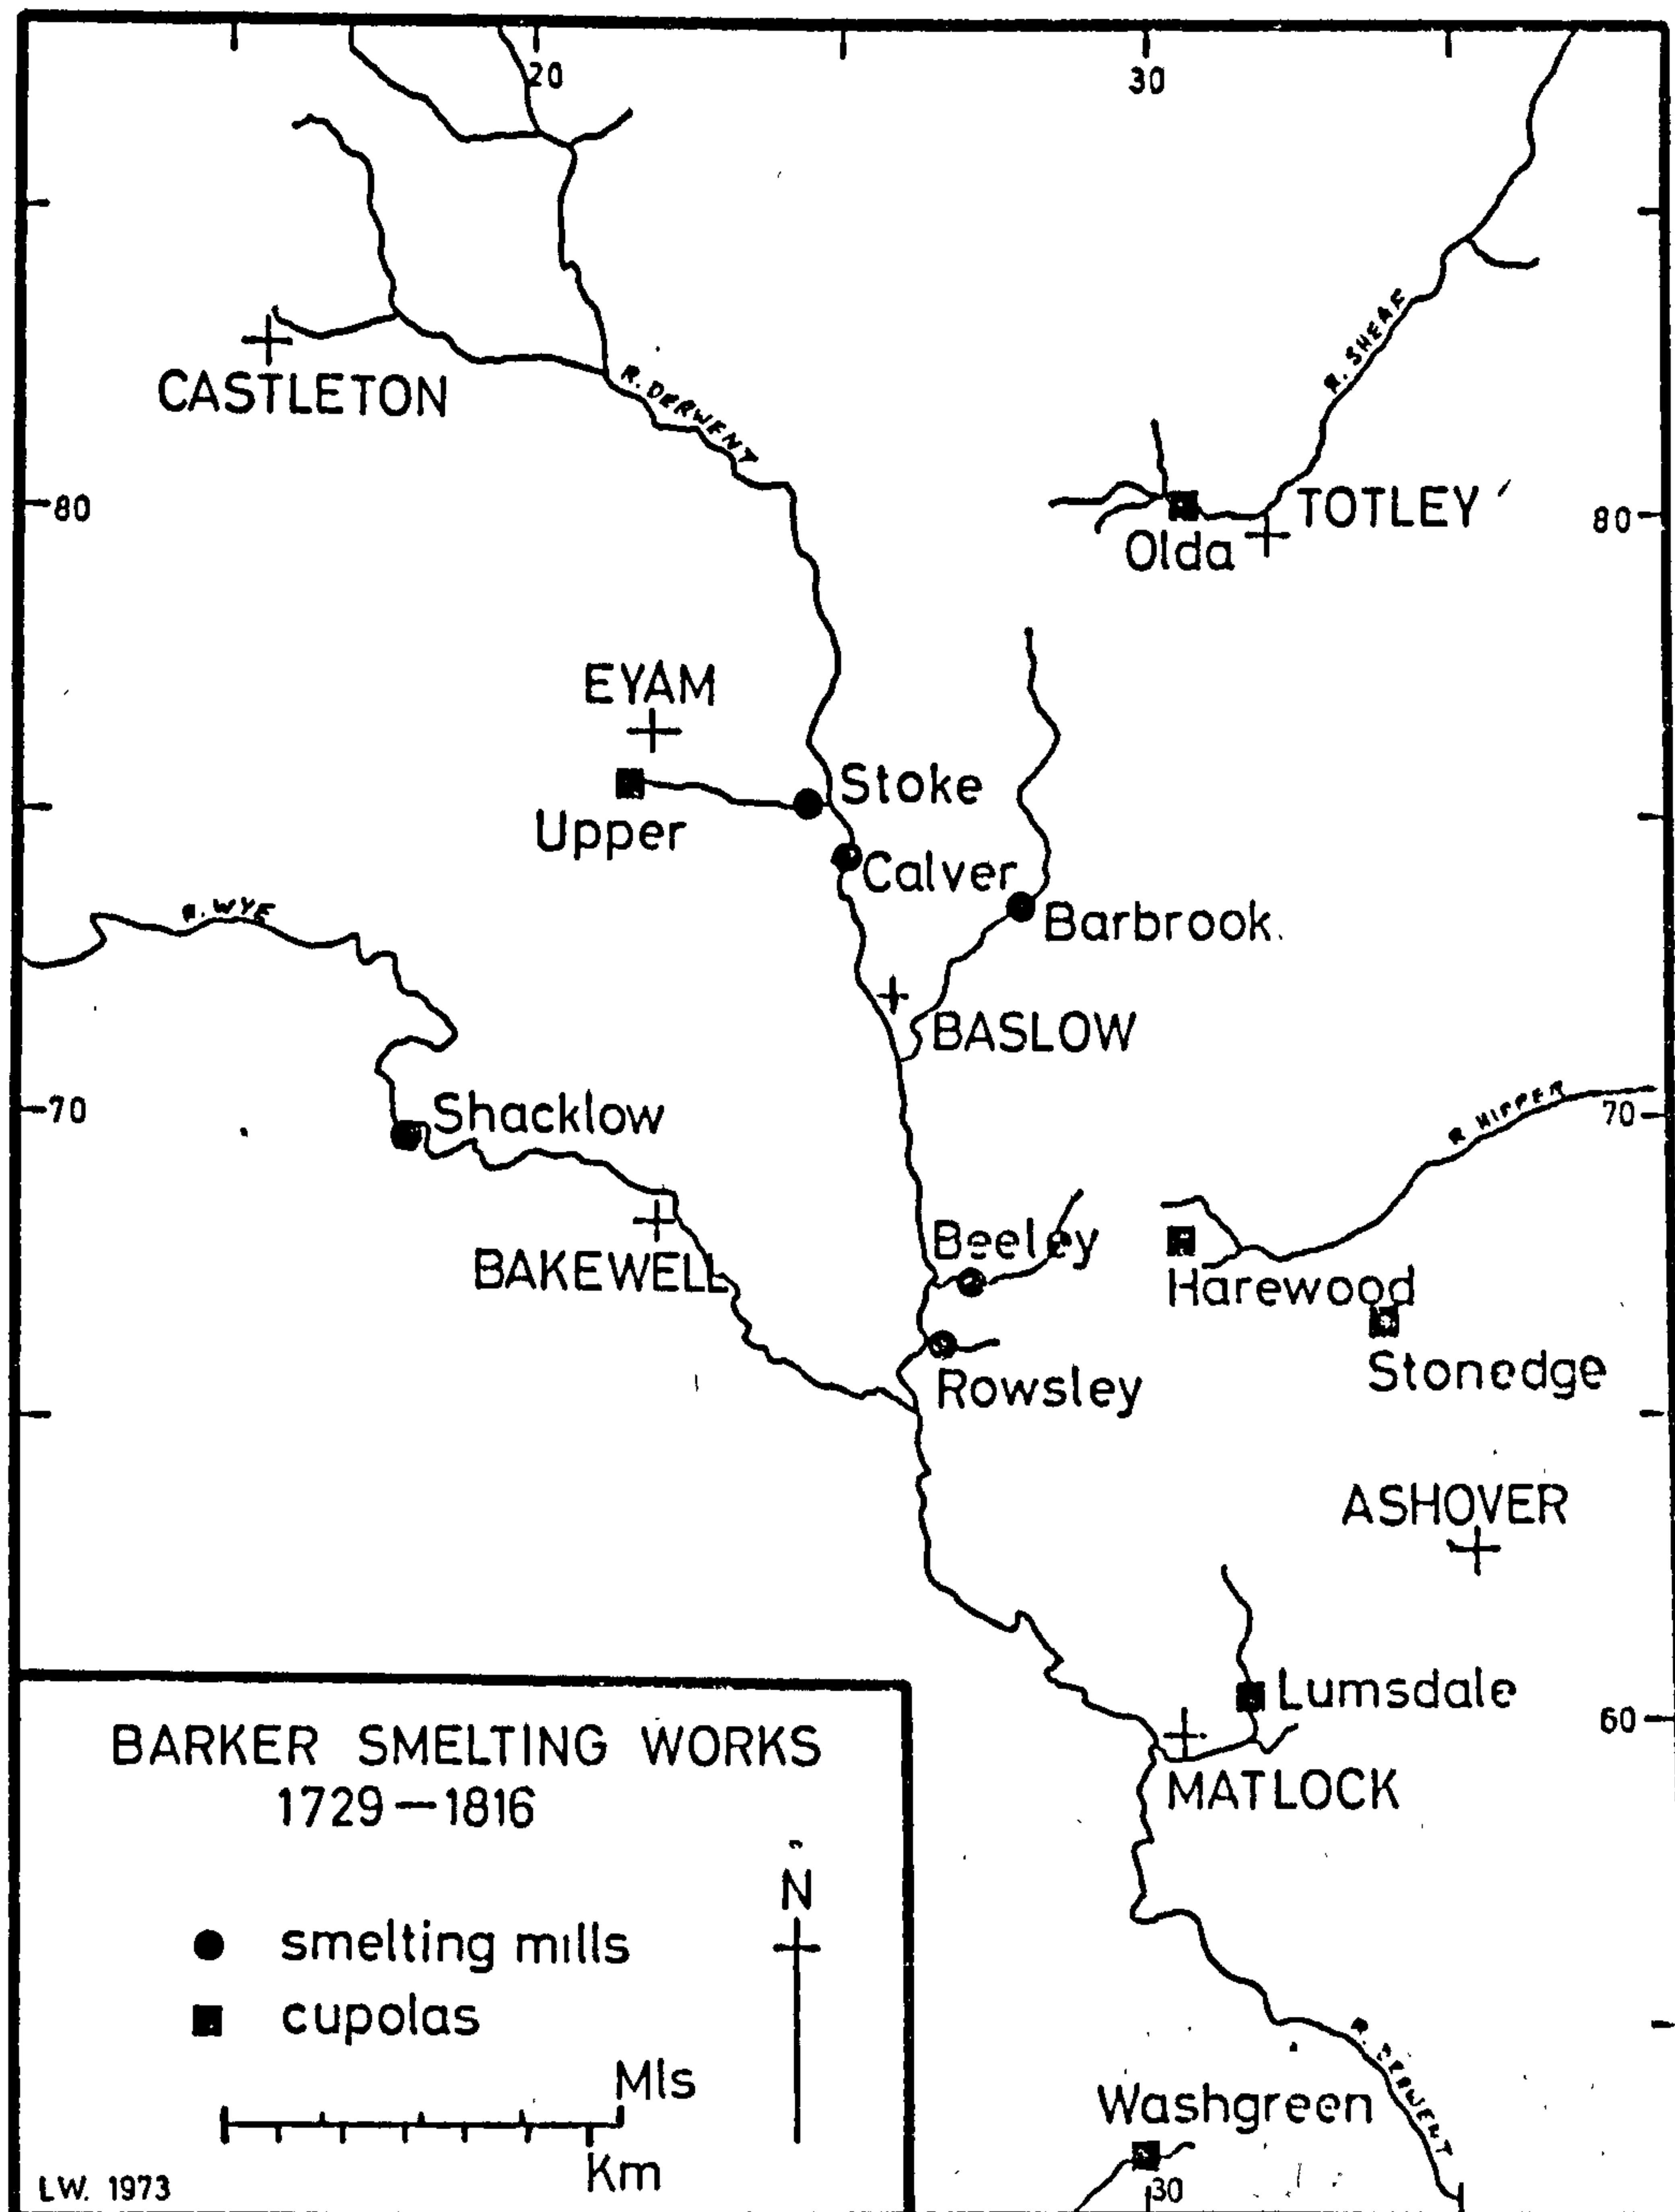 20
30
R. SHEAF
CASTLETON
R. DERWENT
80
TOTLEY
80
Olda
EYAM
Stoke
Upper
Calver
Barbrook
R. WYE
BASLOW
70
Shacklow
R HIPPER
70
Beeley
BAKEWELL
Harewood
Stonedge
Rowsley
ASHOVER
Lumsdale
60
MATLOCK
BARKER SMELTING WORKS
1729—1816
N
smelting mills
cupolas
Mls
Km
R. DERWENT
Washgreen
30
L.W. 1973